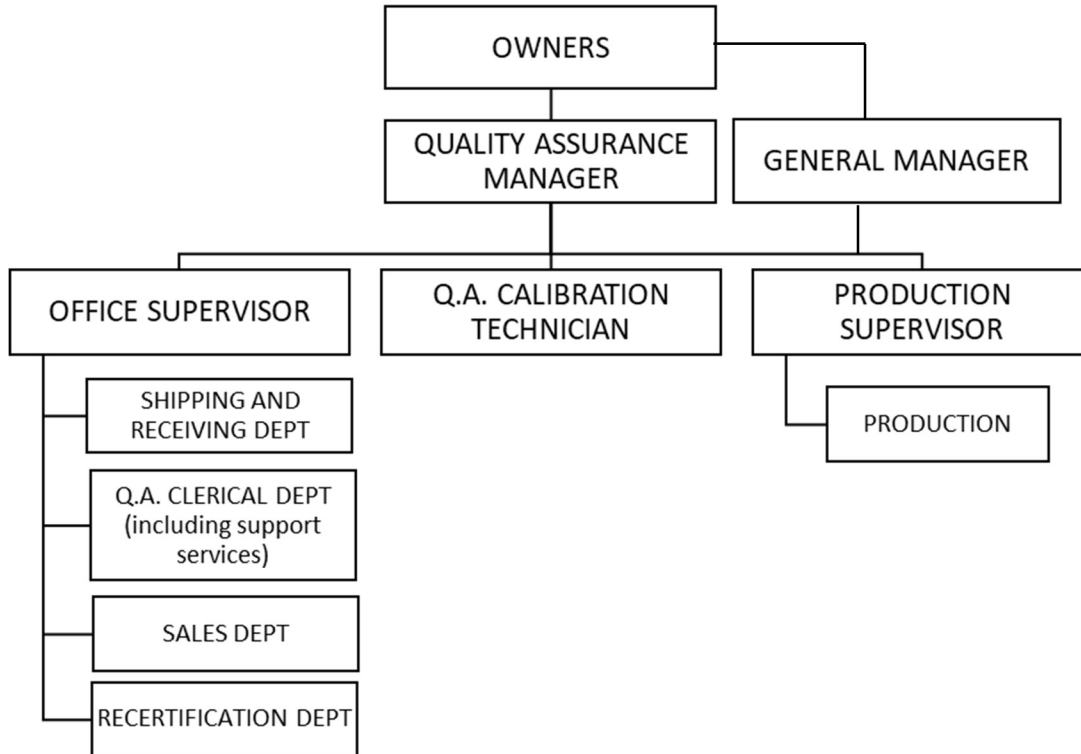 OWNERS
QUALITY ASSURANCE
MANAGER
GENERAL MANAGER
OFFICE SUPERVISOR
Q.A. CALIBRATION
TECHNICIAN
PRODUCTION
SUPERVISOR
SHIPPING AND
RECEIVING DEPT
Q.A. CLERICAL DEPT
(including support
services)
SALES DEPT
RECERTIFICATION DEPT
PRODUCTION